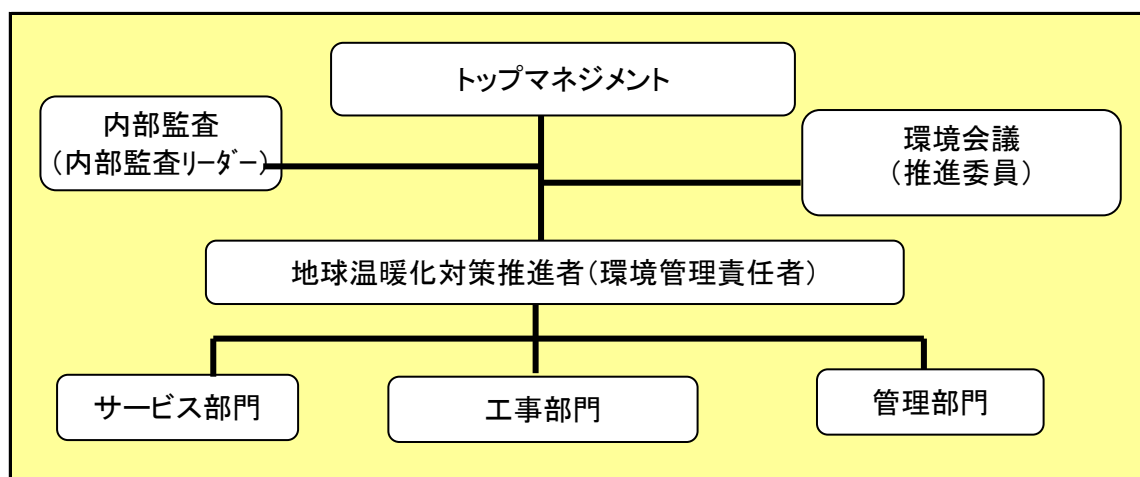 トップマネジメント
内部監査
（内部監査ﾘｰﾀﾞｰ）
環境会議
（推進委員）
地球温暖化対策推進者（環境管理責任者）
サービス部門
工事部門
管理部門